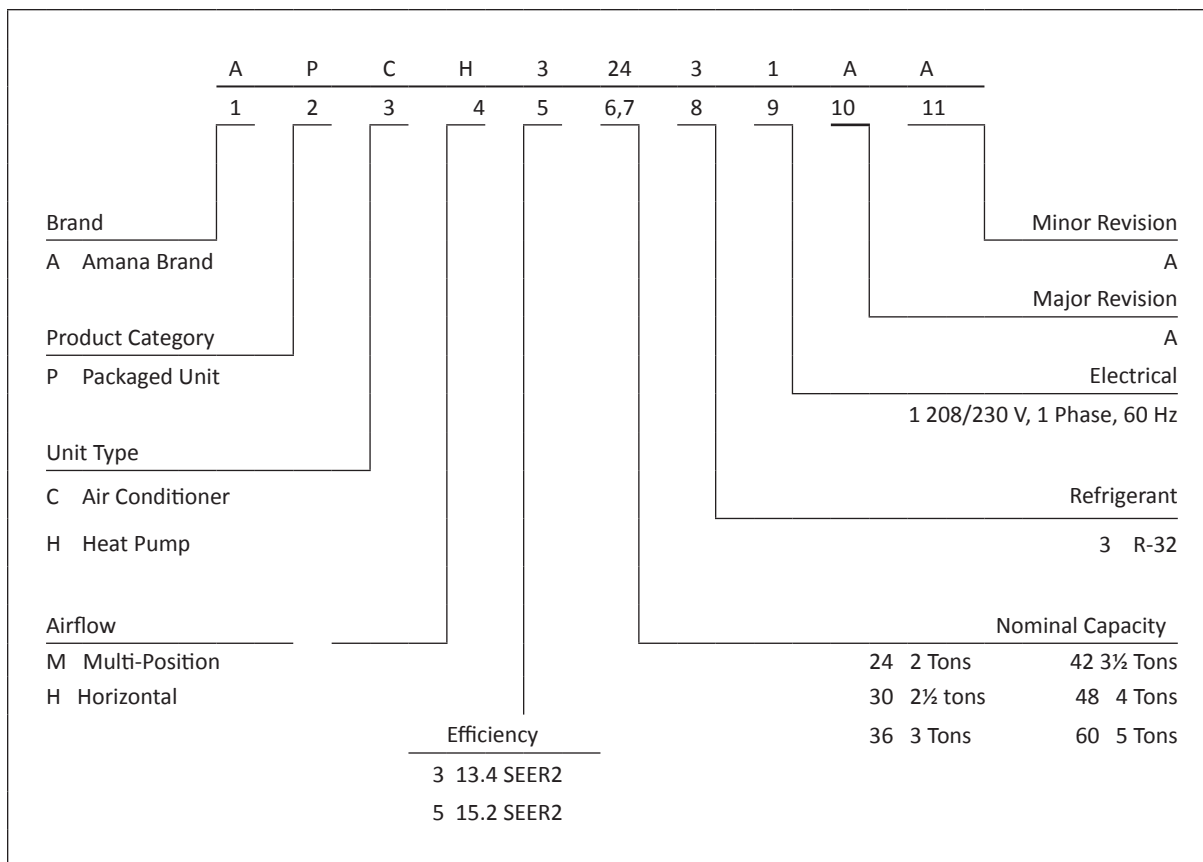 A P C H 3 24 3 1 A A
1 2 3 4 5 6,7 8 9 10 11
Brand
A Amana Brand
Product Category
P Packaged Unit
Unit Type
C Air Conditioner
H Heat Pump
Airflow
M Multi-Position
H Horizontal
Efficiency
3 13.4 SEER2
5 15.2 SEER2
Minor Revision
A
Major Revision
A
Electrical
1 208/230 V, 1 Phase, 60 Hz
Refrigerant
3 R-32
Nominal Capacity
24 2 Tons 42 3½ Tons
30 2½ tons 48 4 Tons
36 3 Tons 60 5 Tons